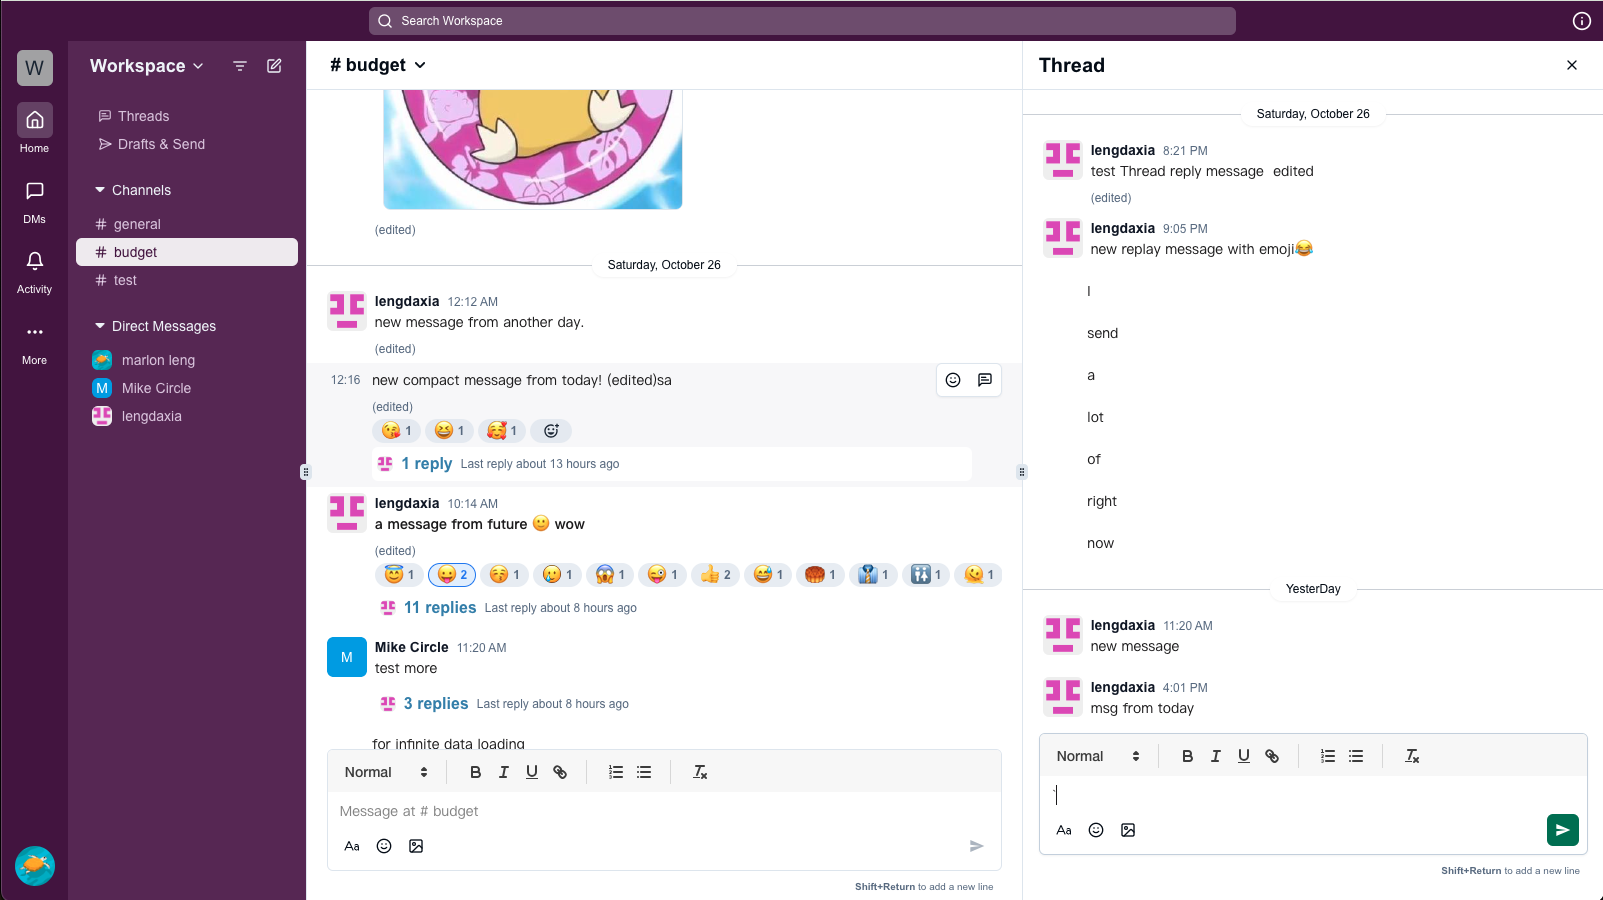 Search Workspace
W
Home
DMs
Activity
More
Workspace
Threads
Drafts & Send
Channels
# general
# budget
# test
Direct Messages
marlon leng
M Mike Circle
lengdaxia
# budget
(edited)
Saturday, October 26
lengdaxia 12:12 AM
new message from another day.
(edited)
12:16 new compact message from today! (edited)sa
(edited)
😘 1 😆 1 🥰 1
1 reply Last reply about 13 hours ago
lengdaxia 10:14 AM
a message from future 🙂 wow
(edited)
😇 1 😛 2 😚 1 🥲 1 😱 1 😜 1 👍 2 😅 1 🥮 1 👔 1 🚻 1 🫠 1
11 replies Last reply about 8 hours ago
M
Mike Circle 11:20 AM
test more
3 replies Last reply about 8 hours ago
for infinite data loading
Normal B I U
Message at # budget
Aa
Shift+Return to add a new line
Thread
Saturday, October 26
lengdaxia 8:21 PM
test Thread reply message  edited
(edited)
lengdaxia 9:05 PM
new replay message with emoji😂
I
send
a
lot
of
right
now
YesterDay
lengdaxia 11:20 AM
new message
lengdaxia 4:01 PM
msg from today
Normal B I U
Aa
Shift+Return to add a new line